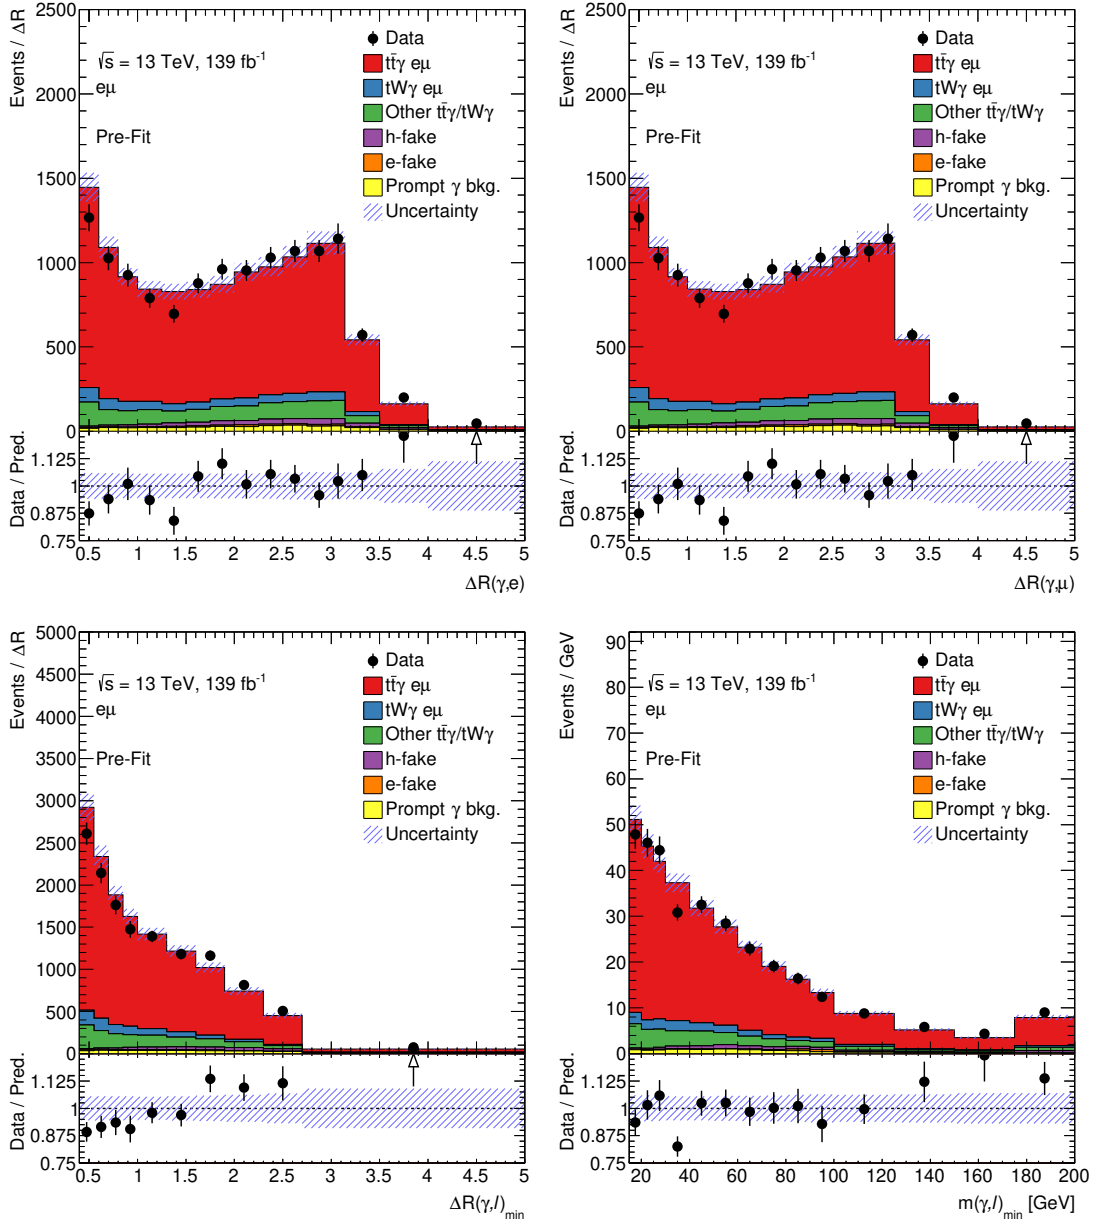 Events / ΔR
2500
2000
1500
1000
500
0
√s = 13 TeV, 139 fb⁻¹
eμ
Pre-Fit
Data
tt̄γ eμ
tWγ eμ
Other tt̄γ/tWγ
h-fake
e-fake
Prompt γ bkg.
Uncertainty
Data / Pred.
1.125
1
0.875
0.75
0.5 1 1.5 2 2.5 3 3.5 4 4.5 5
ΔR(γ,e)
Events / ΔR
2500
2000
1500
1000
500
0
√s = 13 TeV, 139 fb⁻¹
eμ
Pre-Fit
Data
tt̄γ eμ
tWγ eμ
Other tt̄γ/tWγ
h-fake
e-fake
Prompt γ bkg.
Uncertainty
Data / Pred.
1.125
1
0.875
0.75
0.5 1 1.5 2 2.5 3 3.5 4 4.5 5
ΔR(γ,μ)
Events / ΔR
5000
4500
4000
3500
3000
2500
2000
1500
1000
500
0
√s = 13 TeV, 139 fb⁻¹
eμ
Pre-Fit
Data
tt̄γ eμ
tWγ eμ
Other tt̄γ/tWγ
h-fake
e-fake
Prompt γ bkg.
Uncertainty
Data / Pred.
1.125
1
0.875
0.75
0.5 1 1.5 2 2.5 3 3.5 4 4.5 5
ΔR(γ,l)min
Events / GeV
90
80
70
60
50
40
30
20
10
0
√s = 13 TeV, 139 fb⁻¹
eμ
Pre-Fit
Data
tt̄γ eμ
tWγ eμ
Other tt̄γ/tWγ
h-fake
e-fake
Prompt γ bkg.
Uncertainty
Data / Pred.
1.125
1
0.875
0.75
20 40 60 80 100 120 140 160 180 200
m(γ,l)min [GeV]